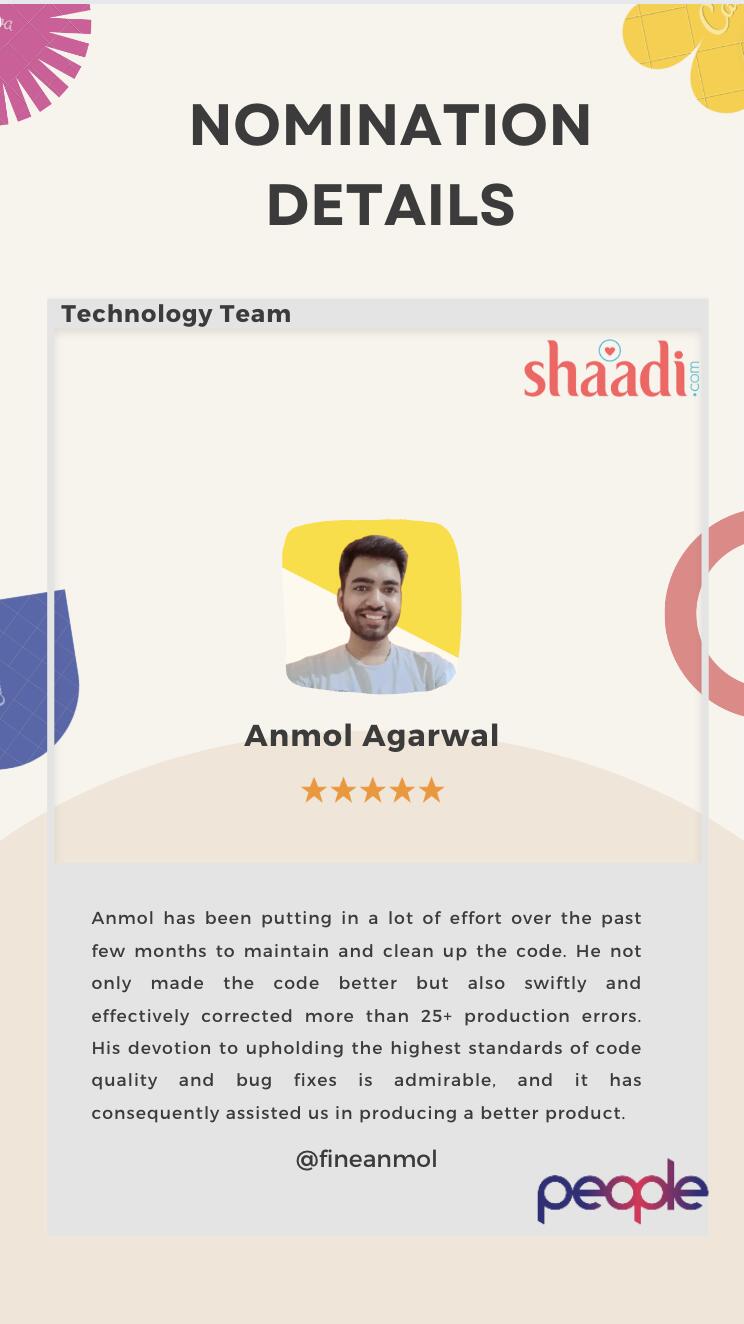 NOMINATION
DETAILS
Technology Team
shaadi.com
Anmol Agarwal
Anmol has been putting in a lot of effort over the past
few months to maintain and clean up the code. He not
only made the code better but also swiftly and
effectively corrected more than 25+ production errors.
His devotion to upholding the highest standards of code
quality and bug fixes is admirable, and it has
consequently assisted us in producing a better product.
@fineanmol
people